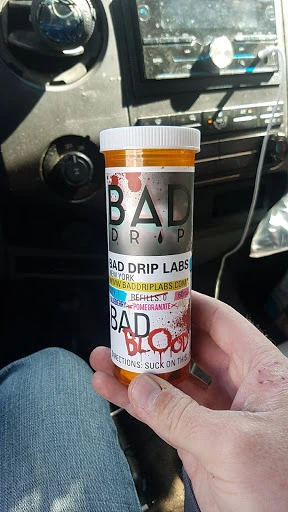 BAD
DRIP
BAD DRIP LABS
NEW YORK
WWW.BADDRIPLABS.COM
REFILLS: 0
POMEGRANATE
BAD
BLOOD
DIRECTIONS: SUCK ON THIS